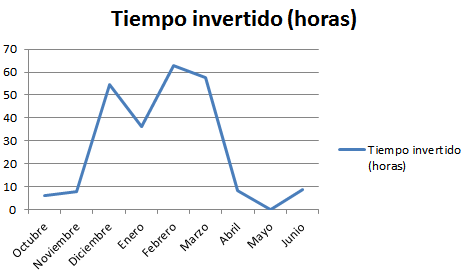 Tiempo invertido (horas)
70
60
50
40
30
20
10
0
Octubre
Noviembre
Diciembre
Enero
Febrero
Marzo
Abril
Mayo
Junio
Tiempo invertido
(horas)